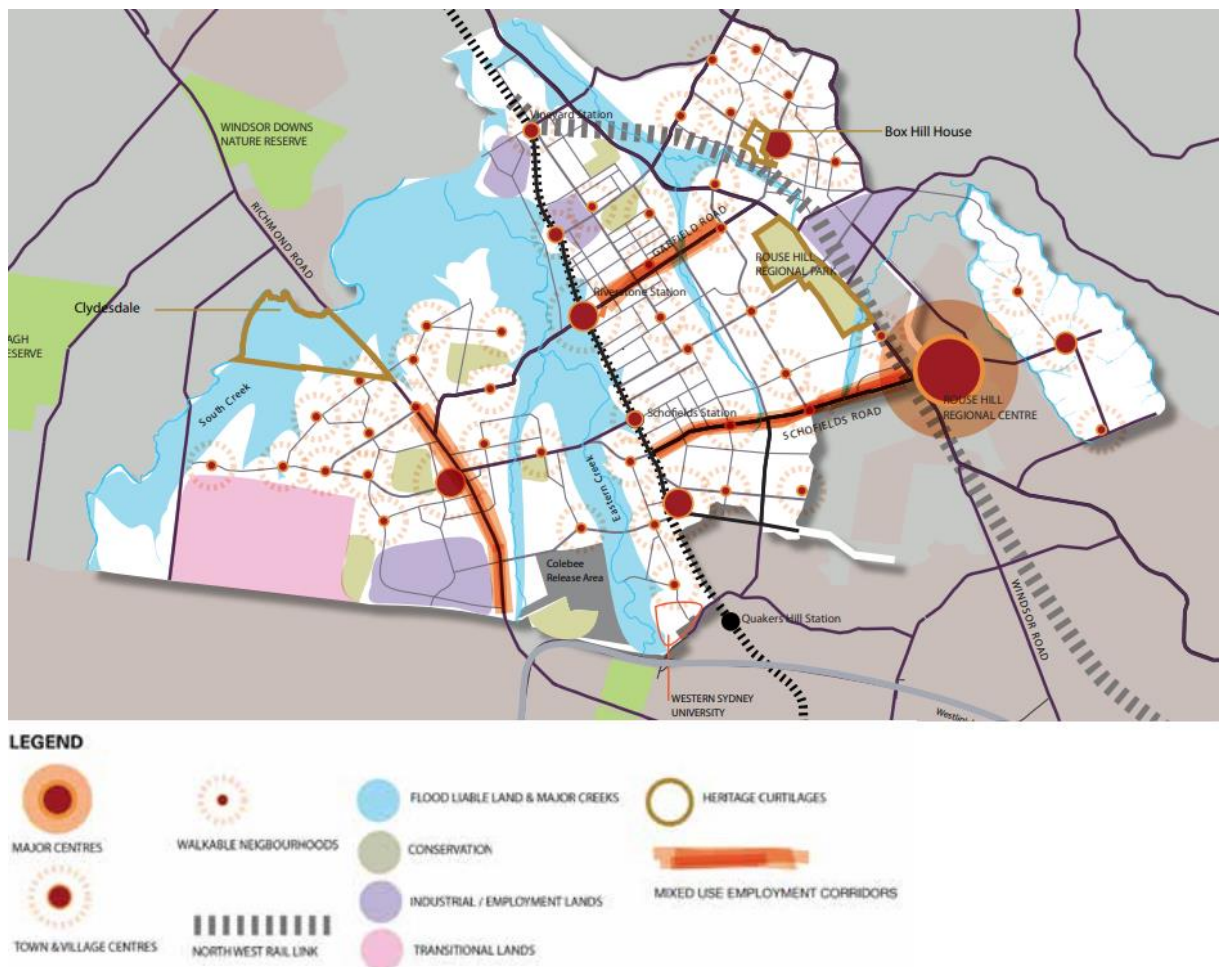 Vineyard Station
WINDSOR DOWNS
NATURE RESERVE
Box Hill House
RICHMOND ROAD
GARFIELD ROAD
ROUSE HILL
REGIONAL PARK
Clydesdale
Riverstone Station
AGH
ESERVE
South Creek
Schofields Station
SCHOFIELDS ROAD
ROUSE HILL
REGIONAL CENTRE
Eastern Creek
Colebee
Release Area
WINDSOR ROAD
Quakers Hill Station
WESTERN SYDNEY
UNIVERSITY
LEGEND
MAJOR CENTRES
WALKABLE NEIGBOURHOODS
FLOOD LIABLE LAND & MAJOR CREEKS
HERITAGE CURTILAGES
CONSERVATION
MIXED USE EMPLOYMENT CORRIDORS
INDUSTRIAL / EMPLOYMENT LANDS
TOWN & VILLAGE CENTRES
NORTH WEST RAIL LINK
TRANSITIONAL LANDS